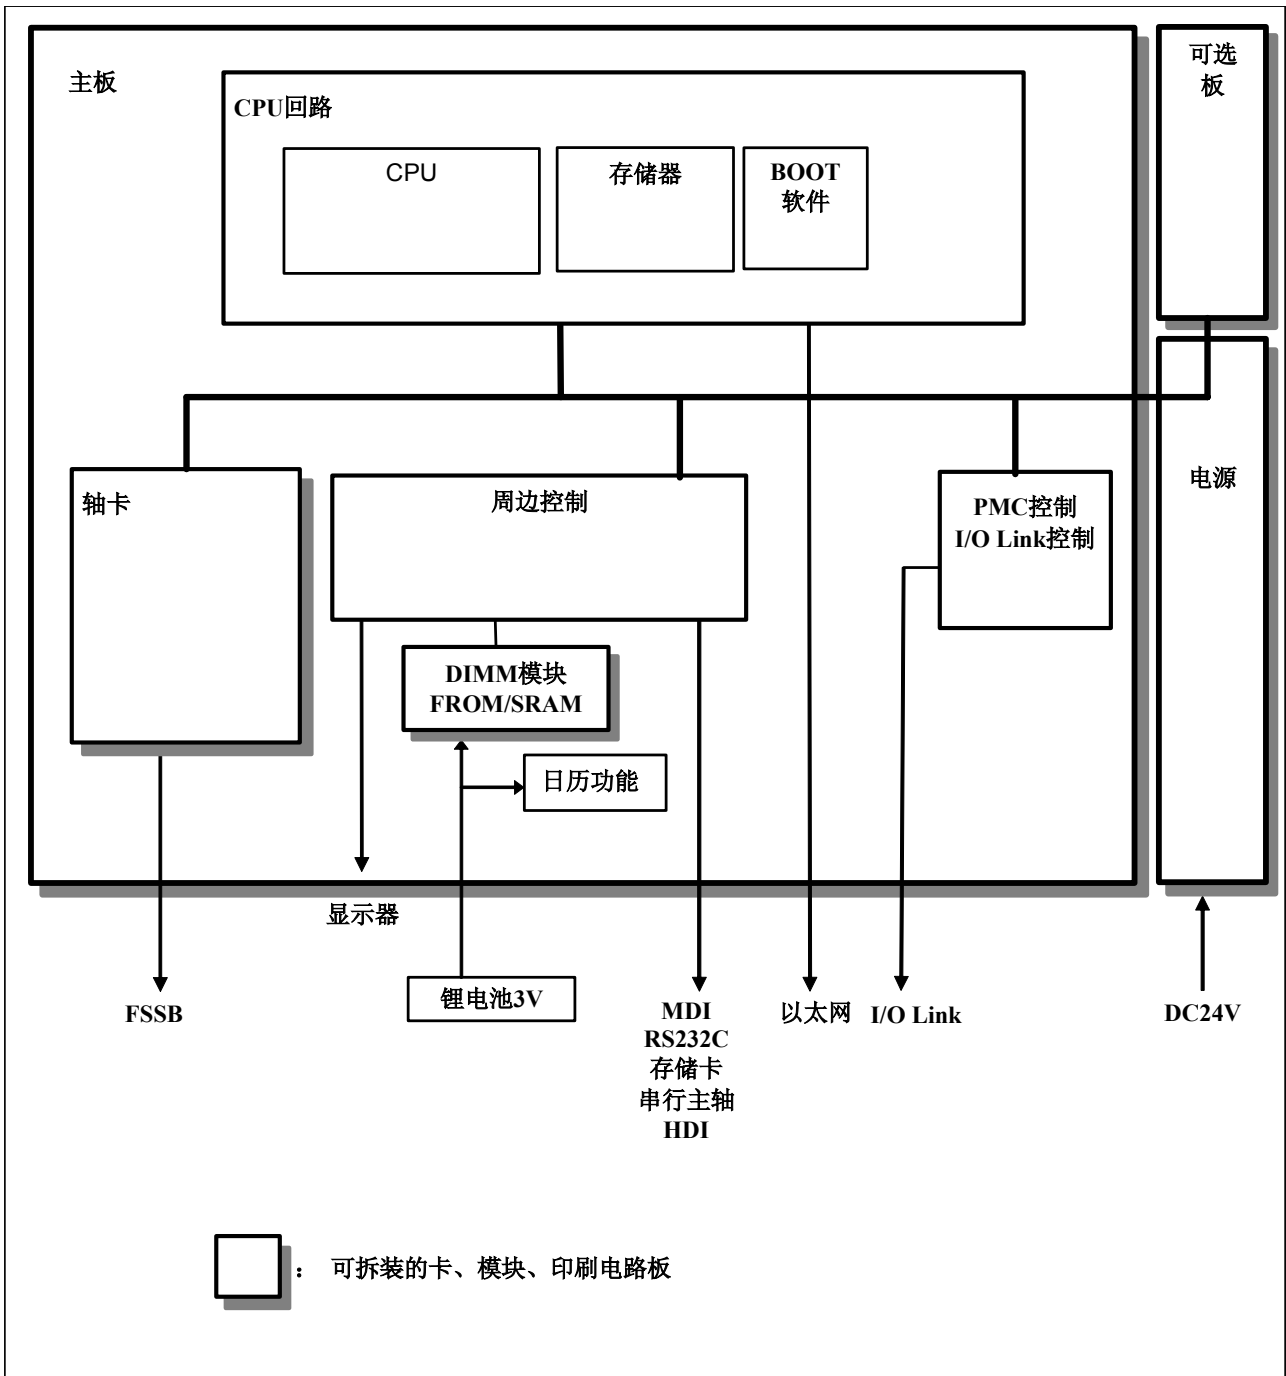 主板
可选
板
CPU回路
CPU
存储器
BOOT
软件
轴卡
周边控制
PMC控制
I/O Link控制
电源
DIMM模块
FROM/SRAM
日历功能
显示器
锂电池3V
FSSB
MDI
RS232C
存储卡
串行主轴
HDI
以太网
I/O Link
DC24V
： 可拆装的卡、模块、印刷电路板